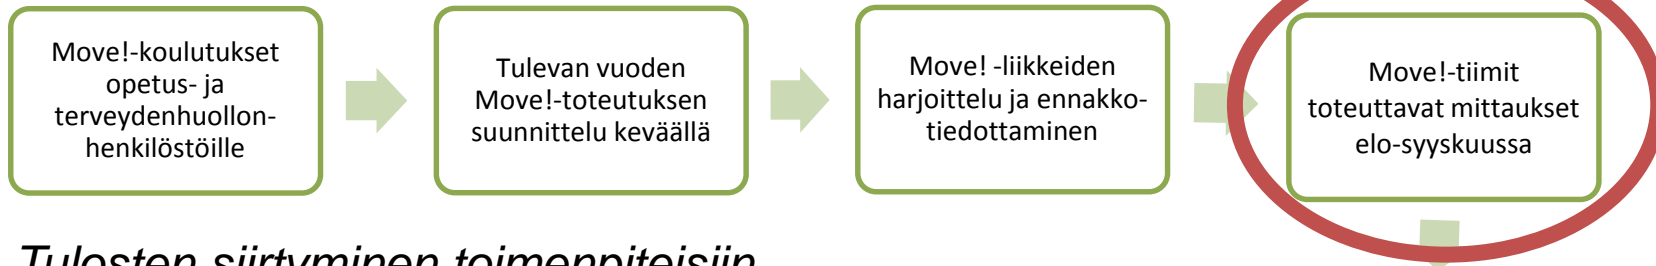 Move!-koulutukset
opetus- ja
terveydenhuollon-
henkilöstöille
Tulevan vuoden
Move!-toteutuksen
suunnittelu keväällä
Move! -liikkeiden
harjoittelu ja ennakko-
tiedottaminen
Move!-tiimit
toteuttavat mittaukset
elo-syyskuussa
Tulosten siirtyminen toimenpiteisiin